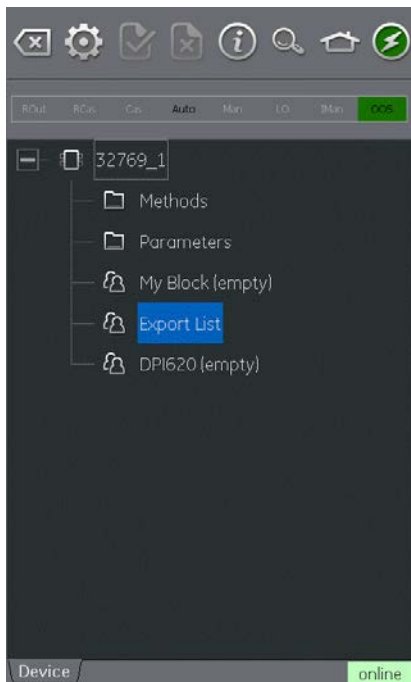 ROut RCas Cas Auto Man LO IMan OOS
32769_1
Methods
Parameters
My Block (empty)
Export List
DPI620 (empty)
Device online